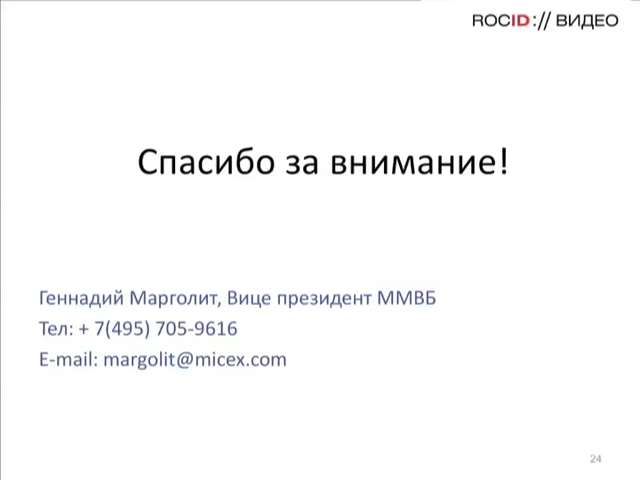 ROCID:// ВИДЕО
Спасибо за внимание!
Геннадий Марголит, Вице президент ММВБ
Тел: + 7(495) 705-9616
E-mail: margolit@micex.com
24